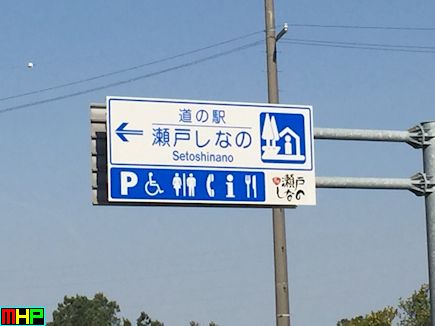 道の駅
瀬戸しなの
Setoshinano
P
瀬戸
しなの
MHP